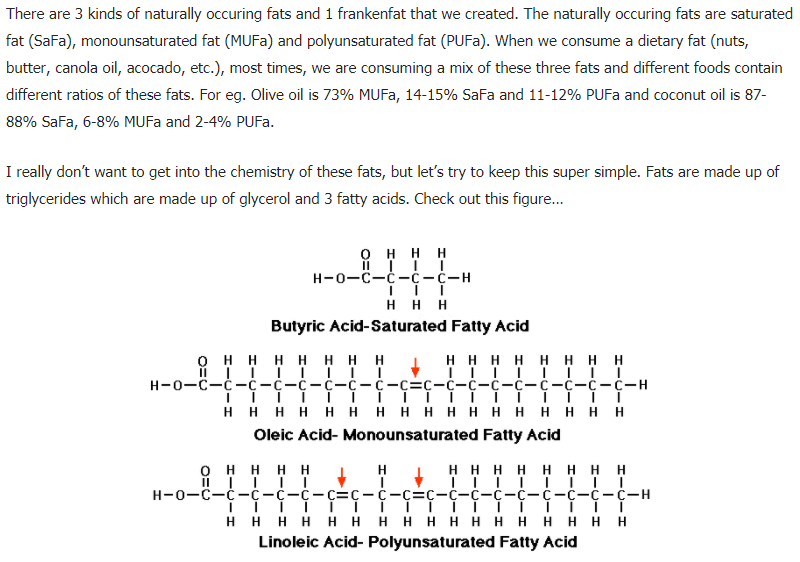 There are 3 kinds of naturally occuring fats and 1 frankenfat that we created. The naturally occuring fats are saturated
fat (SaFa), monounsaturated fat (MUFa) and polyunsaturated fat (PUFa). When we consume a dietary fat (nuts,
butter, canola oil, acocado, etc.), most times, we are consuming a mix of these three fats and different foods contain
different ratios of these fats. For eg. Olive oil is 73% MUFa, 14-15% SaFa and 11-12% PUFa and coconut oil is 87-
88% SaFa, 6-8% MUFa and 2-4% PUFa.
I really don't want to get into the chemistry of these fats, but let's try to keep this super simple. Fats are made up of
triglycerides which are made up of glycerol and 3 fatty acids. Check out this figure...
O H H H
H-O-C-C-C-C-H
H H H
Butyric Acid-Saturated Fatty Acid
O H H H H H H H H H H H H H H H
H-O-C-C-C-C-C-C-C-C-C=C-C-C-C-C-C-C-C-C-H
H H H H H H H H H H H H H H H H H
Oleic Acid- Monounsaturated Fatty Acid
O H H H H H H H H H H H H H
H-O-C-C-C-C-C-C=C-C-C=C-C-C-C-C-C-C-C-C-H
H H H H H H H H H H H H H H H H H
Linoleic Acid- Polyunsaturated Fatty Acid